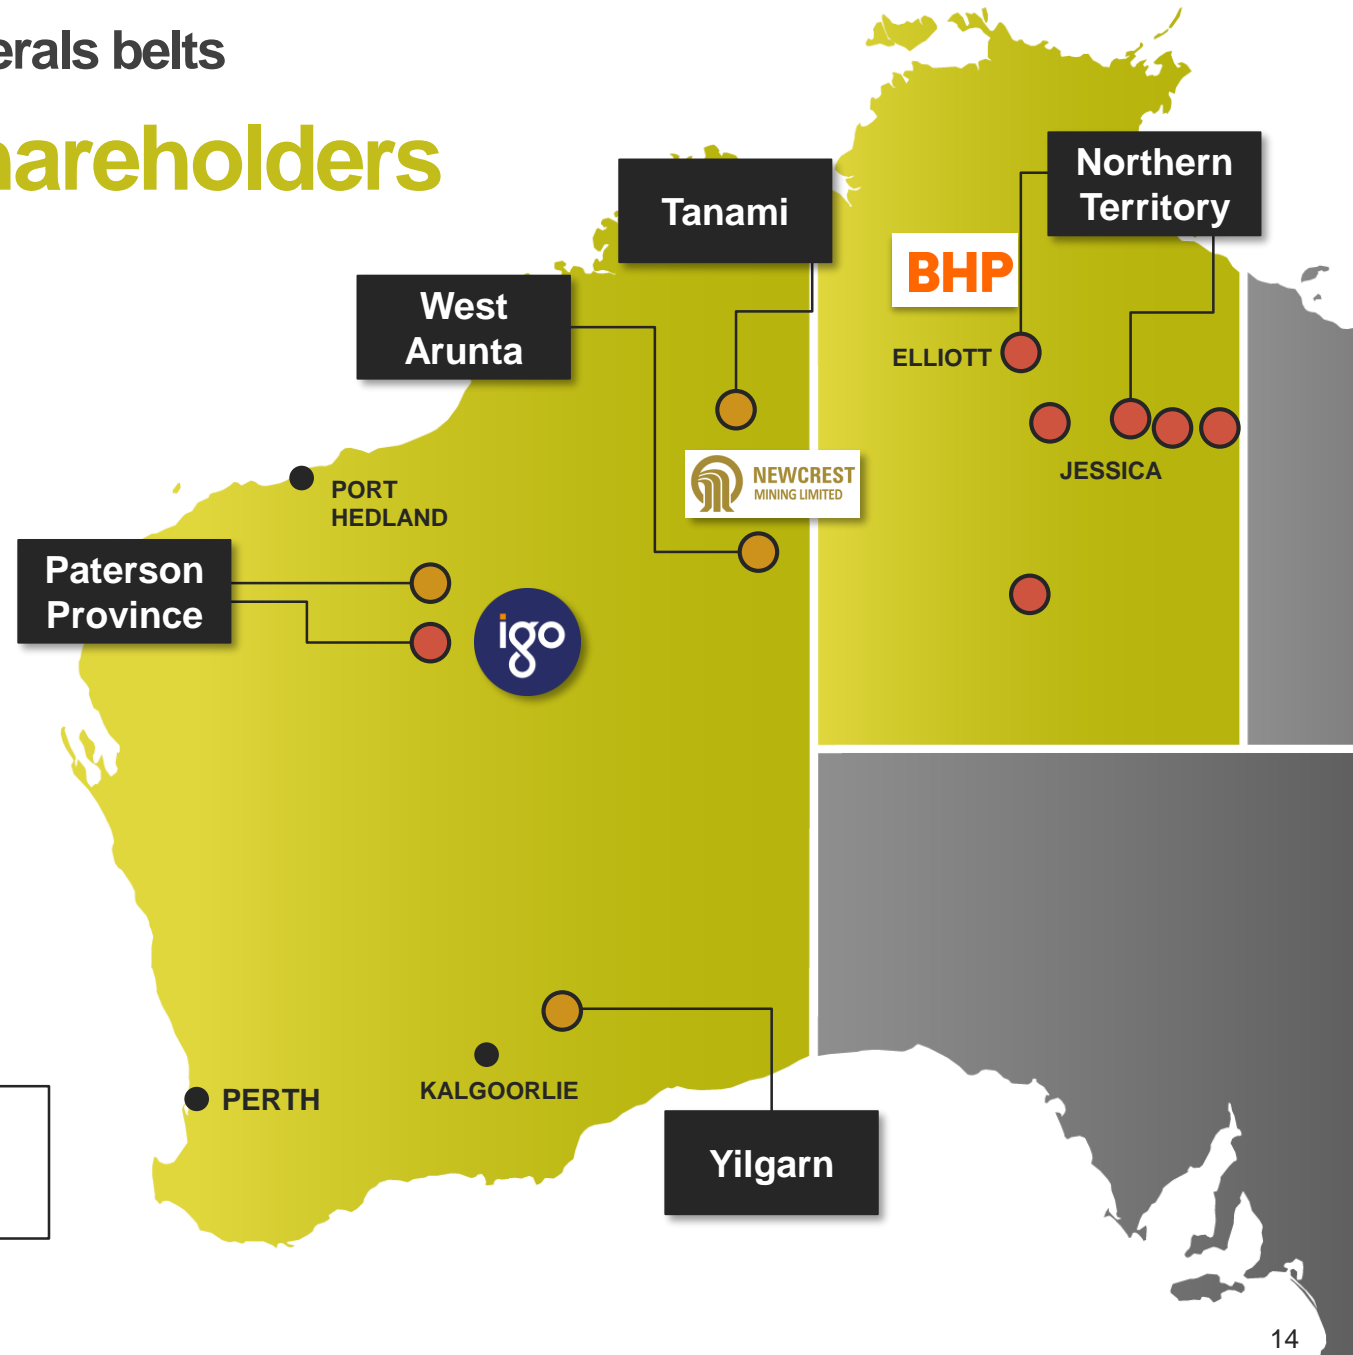 erals belts
hareholders
Northern
Territory
Tanami
BHP
West
Arunta
ELLIOTT
JESSICA
NEWCREST
MINING LIMITED
PORT
HEDLAND
Paterson
Province
igo
KALGOORLIE
PERTH
Yilgarn
14